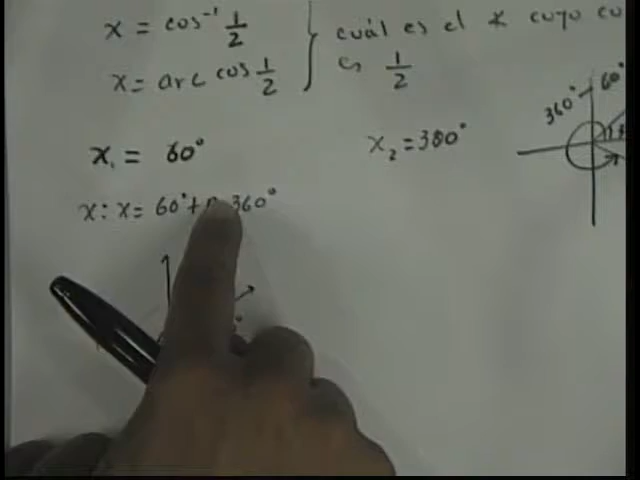 x = cos⁻¹ 1/2
x = arc cos 1/2
cuál es el ∢ cuyo
es 1/2
x₁ = 60°
x₂ = 380°
360° 60°
x: x = 60° + n 360°